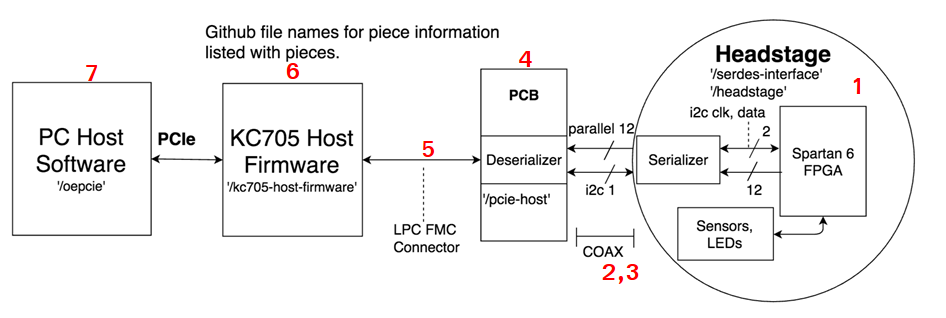 Github file names for piece information
listed with pieces.
7
PC Host
Software
'/oepcie'
PCIe
6
KC705 Host
Firmware
'/kc705-host-firmware'
5
LPC FMC
Connector
4
PCB
Deserializer
'/pcie-host'
parallel 12
i2c 1
COAX
2,3
Headstage
'/serdes-interface'
'/headstage'
1
i2c clk, data
2
Serializer
12
Spartan 6
FPGA
Sensors,
LEDs